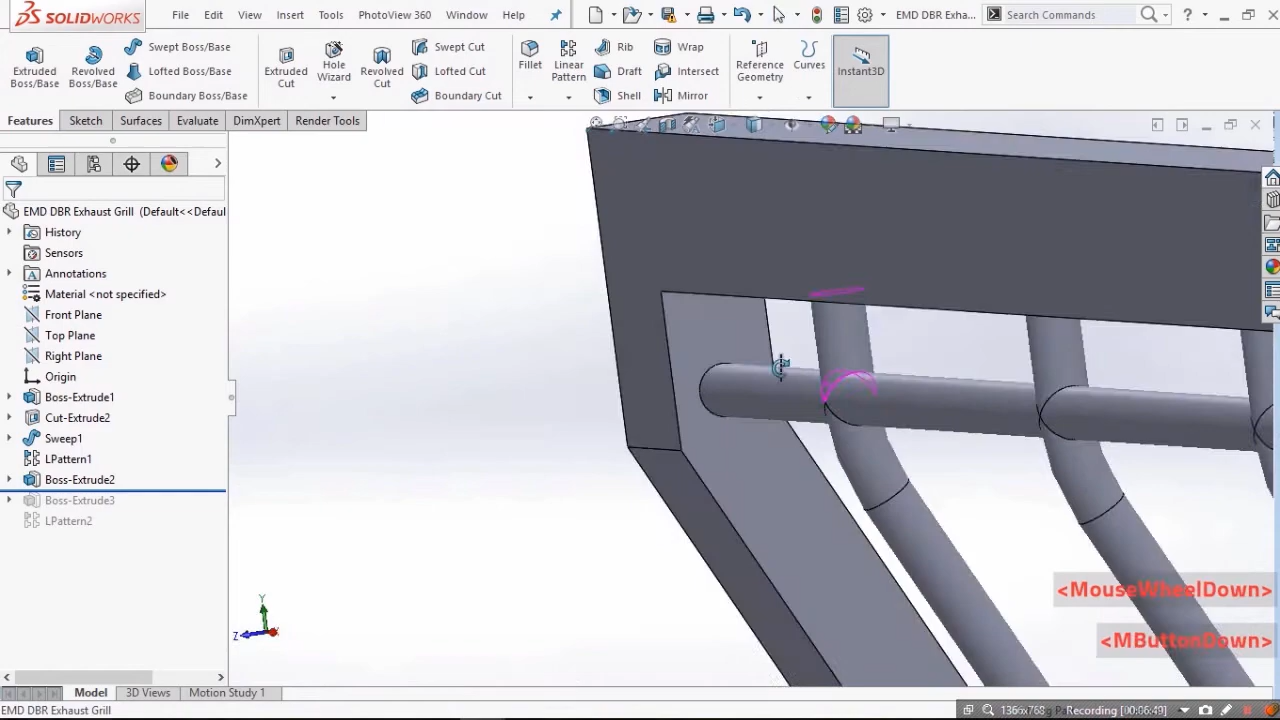 SOLIDWORKS
File Edit View Insert Tools PhotoView 360 Window Help
EMD DBR Exha...
Search Commands
Extruded Boss/Base
Revolved Boss/Base
Swept Boss/Base
Lofted Boss/Base
Boundary Boss/Base
Extruded Cut
Hole Wizard
Revolved Cut
Swept Cut
Lofted Cut
Boundary Cut
Fillet
Linear Pattern
Rib
Draft
Shell
Wrap
Intersect
Mirror
Reference Geometry
Curves
Instant3D
Features Sketch Surfaces Evaluate DimXpert Render Tools
EMD DBR Exhaust Grill (Default<<Defaul
History
Sensors
Annotations
Material <not specified>
Front Plane
Top Plane
Right Plane
Origin
Boss-Extrude1
Cut-Extrude2
Sweep1
LPattern1
Boss-Extrude2
Boss-Extrude3
LPattern2
Y
Z
<MouseWheelDown>
<MButtonDown>
Model 3D Views Motion Study 1
EMD DBR Exhaust Grill
1366x768 Recording [00:06:49]